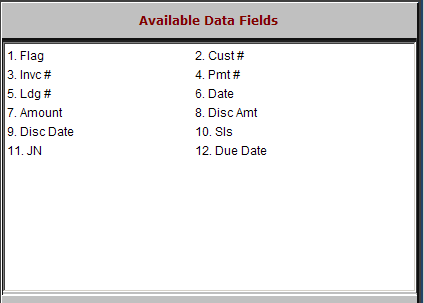 Available Data Fields
1. Flag 2. Cust #
3. Invc # 4. Pmt #
5. Ldg # 6. Date
7. Amount 8. Disc Amt
9. Disc Date 10. Sls
11. JN 12. Due Date